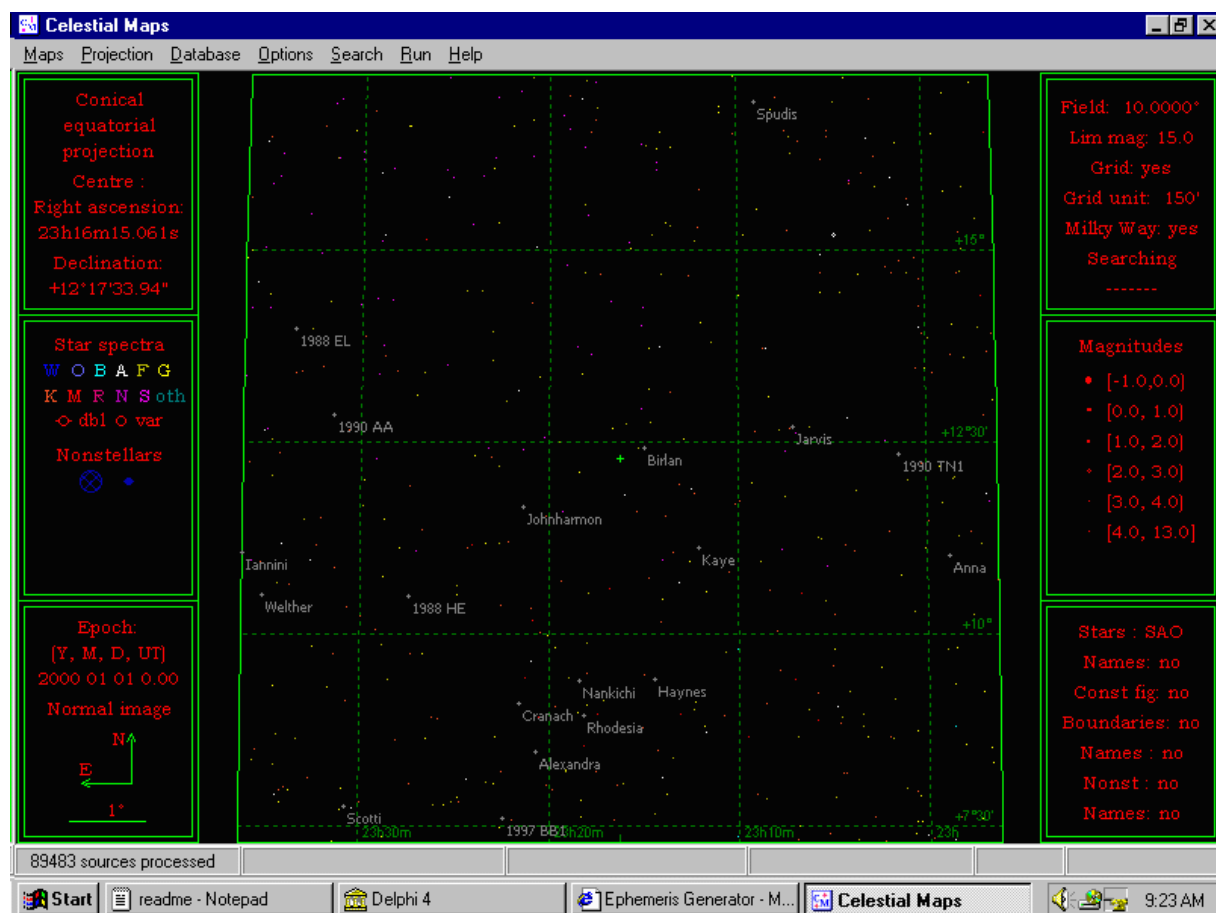 Celestial Maps
Maps Projection Database Options Search Run Help
Conical
equatorial
projection
Centre :
Right ascension:
23h16m15.061s
Declination:
+12°17'33.94"
Star spectra
W O B A F G
K M R N S oth
dbl var
Nonstellars
Epoch:
(Y, M, D, UT)
2000 01 01 0.00
Normal image
N
E
1°
Spudis
+15°
1988 EL
1990 AA
+12°30'
Jarvis
Birlan
1990 TN1
Johnharmon
Iannini
Kaye
Anna
Welther
1988 HE
+10°
Nankichi
Haynes
Cranach
Rhodesia
Alexandra
Scotti
1997 BB1
+7°30'
23h30m
23h20m
23h10m
23h
Field: 10.0000°
Lim mag: 15.0
Grid: yes
Grid unit: 150'
Milky Way: yes
Searching
-------
Magnitudes
[-1.0,0.0)
[0.0, 1.0)
[1.0, 2.0)
[2.0, 3.0)
[3.0, 4.0)
[4.0, 13.0]
Stars : SAO
Names: no
Const fig: no
Boundaries: no
Names : no
Nonst : no
Names: no
89483 sources processed
Start readme - Notepad Delphi 4 Ephemeris Generator - M... Celestial Maps 9:23 AM